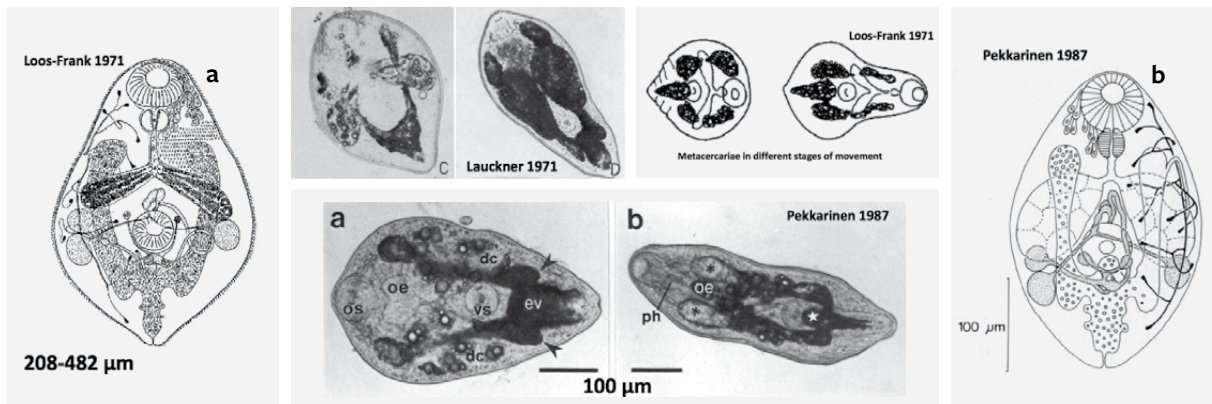 Loos-Frank 1971
a
208-482 µm
C
Lauckner 1971
D
Loos-Frank 1971
Metacercariae in different stages of movement
a
dc
oe
os
vs
ev
dc
b
Pekkarinen 1987
*
oe
ph
*
100 µm
Pekkarinen 1987
b
100 µm